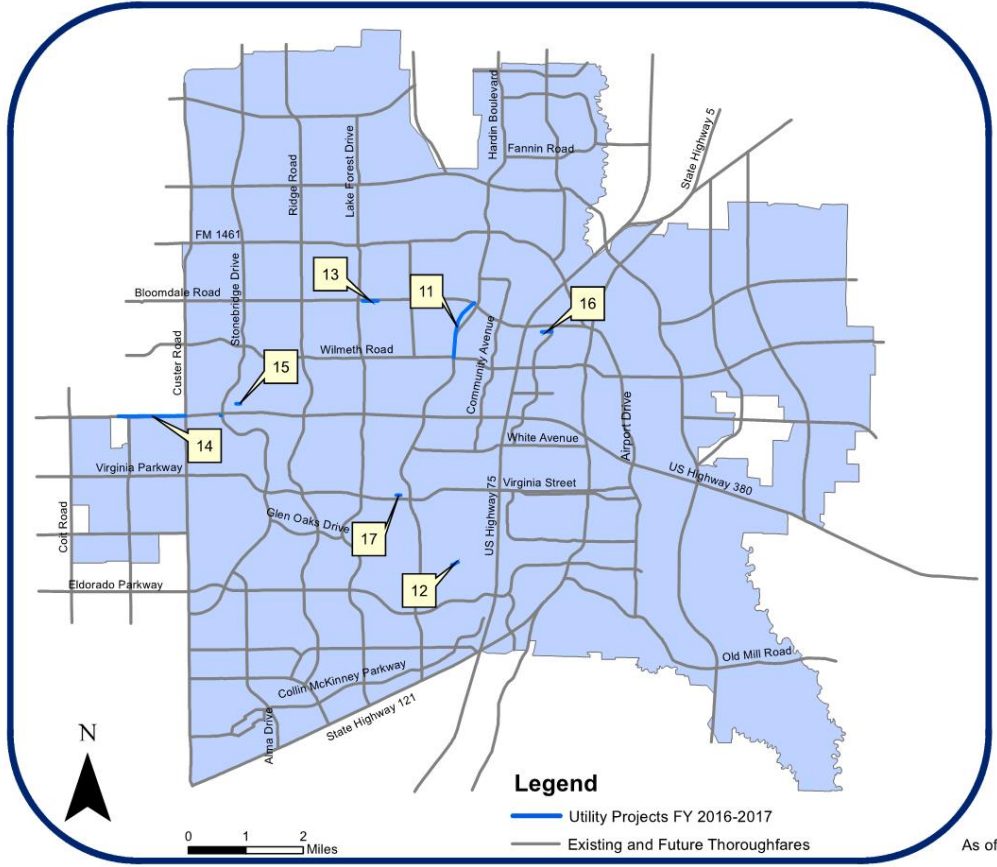 Hardin Boulevard
State Highway 5
Fannin Road
Ridge Road
Lake Forest Drive
FM 1461
Stonebridge Drive
13
11
16
Bloomdale Road
Custer Road
Wilmeth Road
Community Avenue
15
Airport Drive
14
White Avenue
Virginia Parkway
US Highway 380
US Highway 75
Virginia Street
Coit Road
Glen Oaks Drive
17
12
Eldorado Parkway
Old Mill Road
Collin McKinney Parkway
Alma Drive
State Highway 121
N
Legend
Utility Projects FY 2016-2017
Existing and Future Thoroughfares
0 1 2
Miles
As of